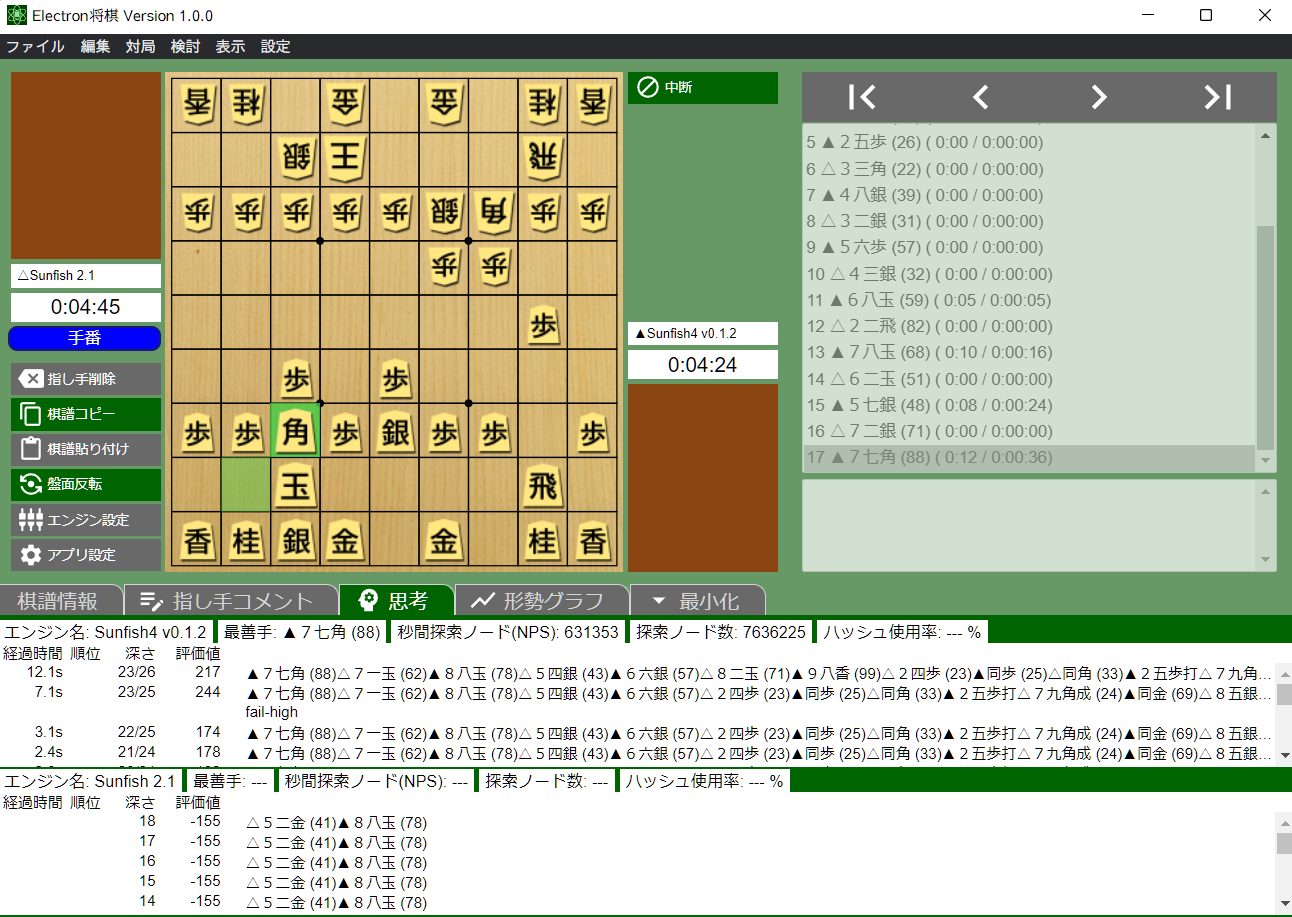 Electron将棋 Version 1.0.0
ファイル 編集 対局 検討 表示 設定
△Sunfish 2.1
0:04:45
手番
指し手削除
棋譜コピー
棋譜貼り付け
盤面反転
エンジン設定
アプリ設定
香 桂 金 金 桂 香
銀 王 飛
歩 歩 歩 歩 歩 銀 角 歩 歩
歩 歩
歩
歩 歩
歩 歩 角 歩 銀 歩 歩 歩
玉 飛
香 桂 銀 金 金 桂 香
中断
▲Sunfish4 v0.1.2
0:04:24
5 ▲２五歩 (26) ( 0:00 / 0:00:00)
6 △３三角 (22) ( 0:00 / 0:00:00)
7 ▲４八銀 (39) ( 0:00 / 0:00:00)
8 △３二銀 (31) ( 0:00 / 0:00:00)
9 ▲５六歩 (57) ( 0:00 / 0:00:00)
10 △４三銀 (32) ( 0:00 / 0:00:00)
11 ▲６八玉 (59) ( 0:05 / 0:00:05)
12 △２二飛 (82) ( 0:00 / 0:00:00)
13 ▲７八玉 (68) ( 0:10 / 0:00:16)
14 △６二玉 (51) ( 0:00 / 0:00:00)
15 ▲５七銀 (48) ( 0:08 / 0:00:24)
16 △７二銀 (71) ( 0:00 / 0:00:00)
17 ▲７七角 (88) ( 0:12 / 0:00:36)
棋譜情報 指し手コメント 思考 形勢グラフ 最小化
エンジン名: Sunfish4 v0.1.2 最善手: ▲７七角 (88) 秒間探索ノード(NPS): 631353 探索ノード数: 7636225 ハッシュ使用率: --- %
経過時間 順位 深さ 評価値
12.1s 23/26 217 ▲７七角 (88)△７一玉 (62)▲８八玉 (78)△５四銀 (43)▲６六銀 (57)△８二玉 (71)▲９八香 (99)△２四歩 (23)▲同歩 (25)△同角 (33)▲２五歩打△７九角...
7.1s 23/25 244 ▲７七角 (88)△７一玉 (62)▲８八玉 (78)△５四銀 (43)▲６六銀 (57)△２四歩 (23)▲同歩 (25)△同角 (33)▲２五歩打△７九角成 (24)▲同金 (69)△８五銀...
fail-high
3.1s 22/25 174 ▲７七角 (88)△７一玉 (62)▲８八玉 (78)△５四銀 (43)▲６六銀 (57)△２四歩 (23)▲同歩 (25)△同角 (33)▲２五歩打△７九角成 (24)▲同金 (69)△８五銀...
2.4s 21/24 178 ▲７七角 (88)△７一玉 (62)▲８八玉 (78)△５四銀 (43)▲６六銀 (57)△２四歩 (23)▲同歩 (25)△同角 (33)▲２五歩打△７九角成 (24)▲同金 (69)△８五銀...
エンジン名: Sunfish 2.1 最善手: --- 秒間探索ノード(NPS): --- 探索ノード数: --- ハッシュ使用率: --- %
経過時間 順位 深さ 評価値
18 -155 △５二金 (41)▲８八玉 (78)
17 -155 △５二金 (41)▲８八玉 (78)
16 -155 △５二金 (41)▲８八玉 (78)
15 -155 △５二金 (41)▲８八玉 (78)
14 -155 △５二金 (41)▲８八玉 (78)